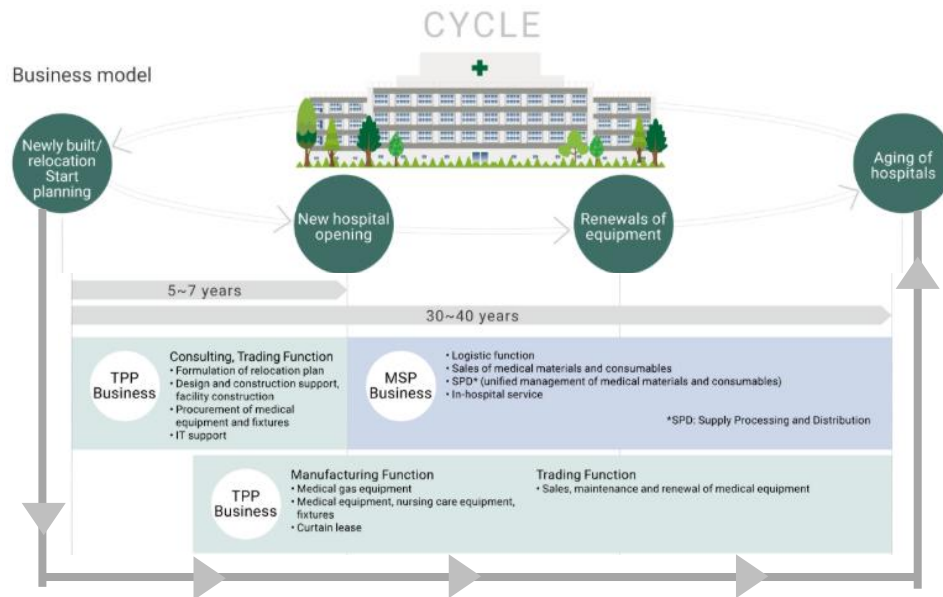 CYCLE
Business model
Newly built/
relocation
Start
planning
New hospital
opening
Renewals of
equipment
Aging of
hospitals
5~7 years
30~40 years
TPP
Business
Consulting, Trading Function
• Formulation of relocation plan
• Design and construction support,
facility construction
• Procurement of medical
equipment and fixtures
• IT support
MSP
Business
• Logistic function
• Sales of medical materials and consumables
• SPD* (unified management of medical materials and consumables)
• In-hospital service
*SPD: Supply Processing and Distribution
TPP
Business
Manufacturing Function
• Medical gas equipment
• Medical equipment, nursing care equipment,
fixtures
• Curtain lease
Trading Function
• Sales, maintenance and renewal of medical equipment